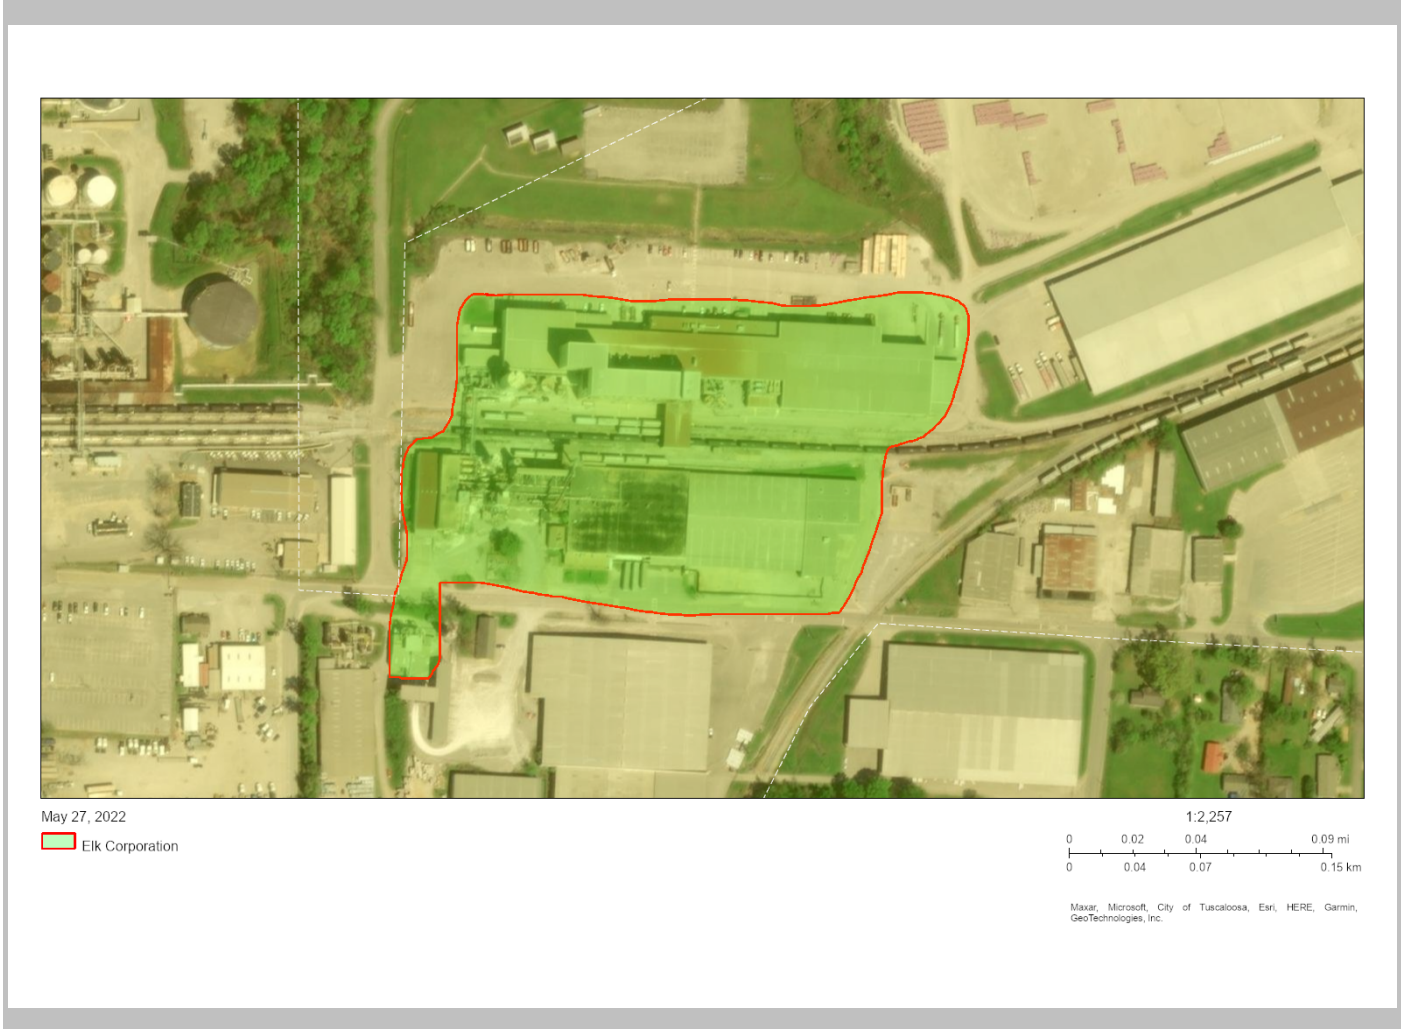 May 27, 2022
Elk Corporation
1:2,257
0 0.02 0.04 0.09 mi
0 0.04 0.07 0.15 km
Maxar, Microsoft, City of Tuscaloosa, Esri, HERE, Garmin,
GeoTechnologies, Inc.